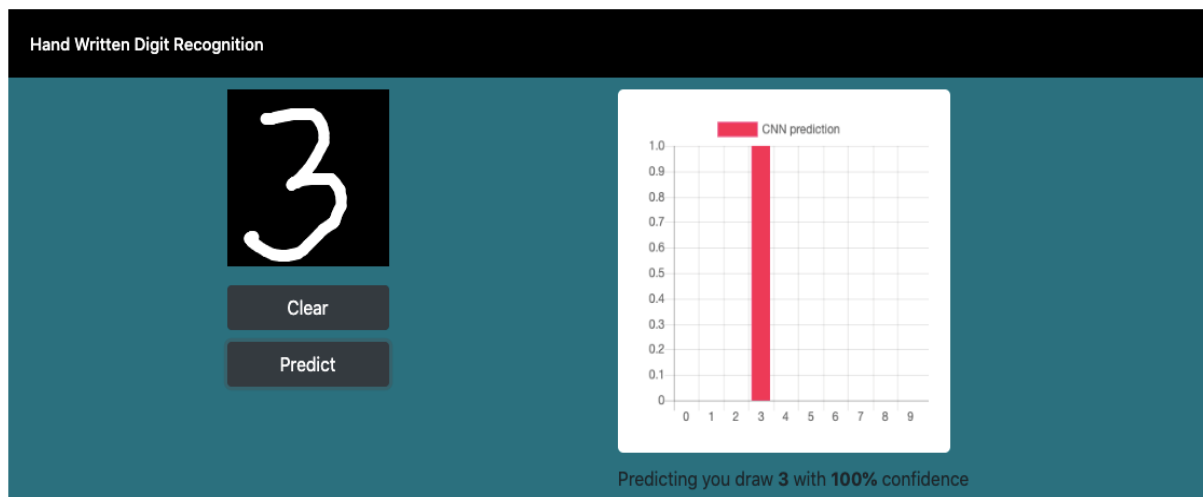 Hand Written Digit Recognition
3
Clear
Predict
CNN prediction
1.0
0.9
0.8
0.7
0.6
0.5
0.4
0.3
0.2
0.1
0
0 1 2 3 4 5 6 7 8 9
Predicting you draw 3 with 100% confidence